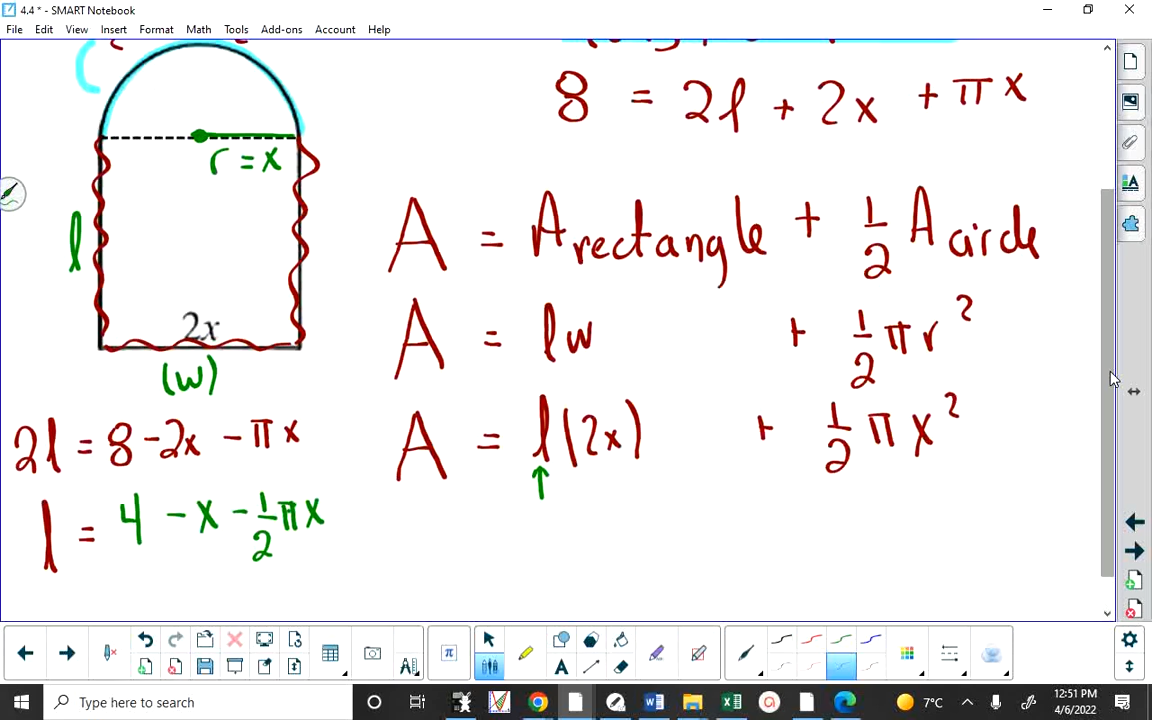 4.4 * - SMART Notebook
File Edit View Insert Format Math Tools Add-ons Account Help
8 = 2l + 2x + πx
r = x
A = A rectangle + 1/2 A circle
l
2x
A = lw + 1/2 πr²
(w)
A = l(2x) + 1/2 πx²
2l = 8 - 2x - πx
l = 4 - x - 1/2 πx
Type here to search
7°C
12:51 PM
4/6/2022